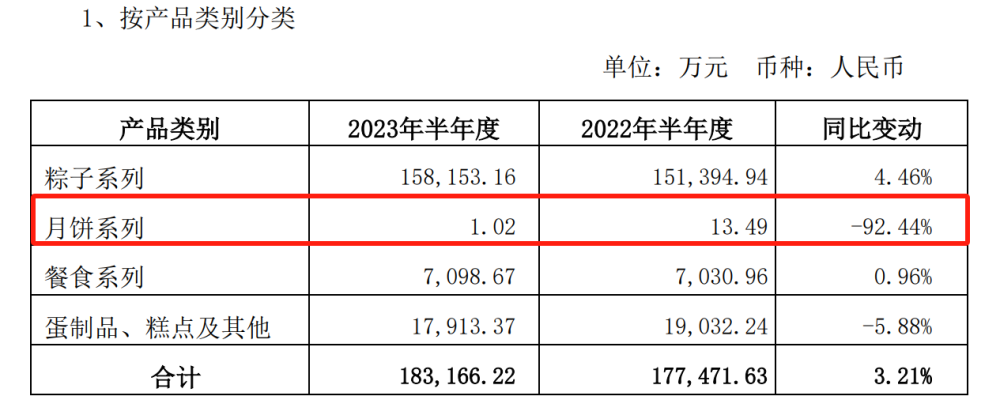 1、按产品类别分类
单位：万元 币种：人民币
产品类别 2023年半年度 2022年半年度 同比变动
粽子系列 158,153.16 151,394.94 4.46%
月饼系列 1.02 13.49 -92.44%
餐食系列 7,098.67 7,030.96 0.96%
蛋制品、糕点及其他 17,913.37 19,032.24 -5.88%
合计 183,166.22 177,471.63 3.21%